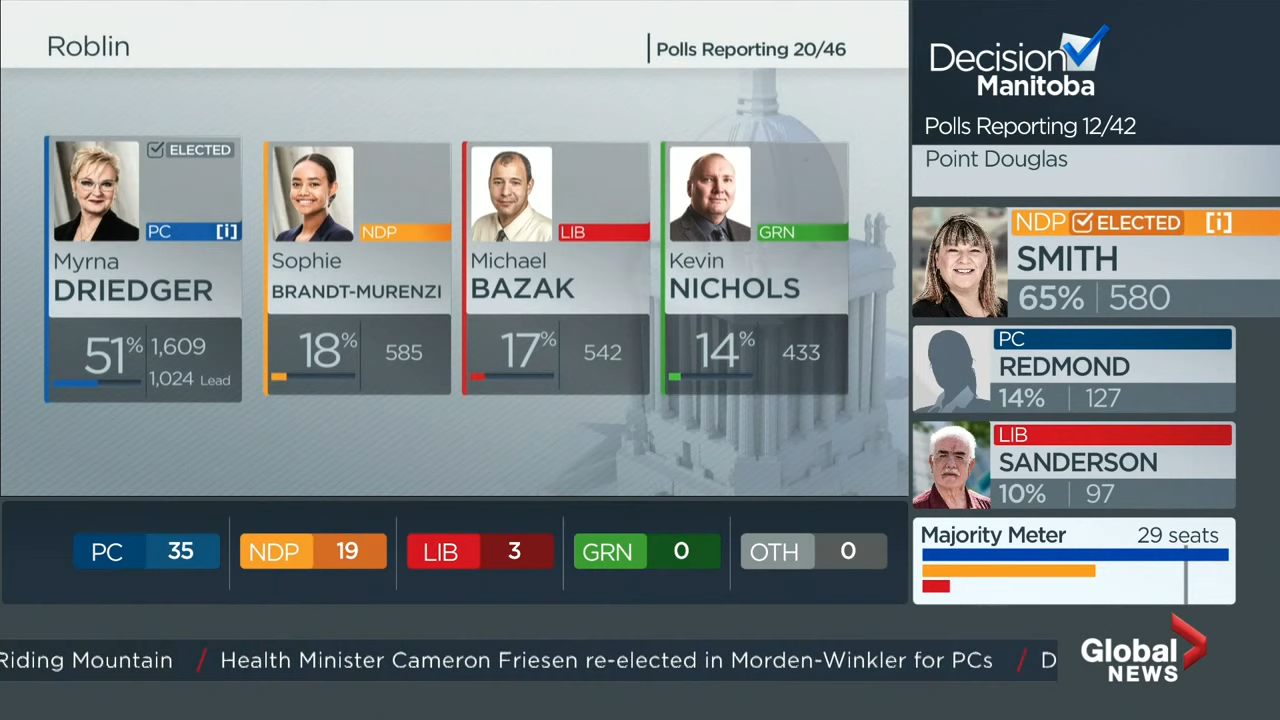 Roblin
Polls Reporting 20/46
ELECTED
PC [i]
Myrna
DRIEDGER
51% 1,609
1,024 Lead
NDP
Sophie
BRANDT-MURENZI
18% 585
LIB
Michael
BAZAK
17% 542
GRN
Kevin
NICHOLS
14% 433
Decision
Manitoba
Polls Reporting 12/42
Point Douglas
NDP ELECTED [i]
SMITH
65% 580
PC
REDMOND
14% 127
LIB
SANDERSON
10% 97
Majority Meter 29 seats
PC 35 NDP 19 LIB 3 GRN 0 OTH 0
Riding Mountain / Health Minister Cameron Friesen re-elected in Morden-Winkler for PCs / D
Global
NEWS